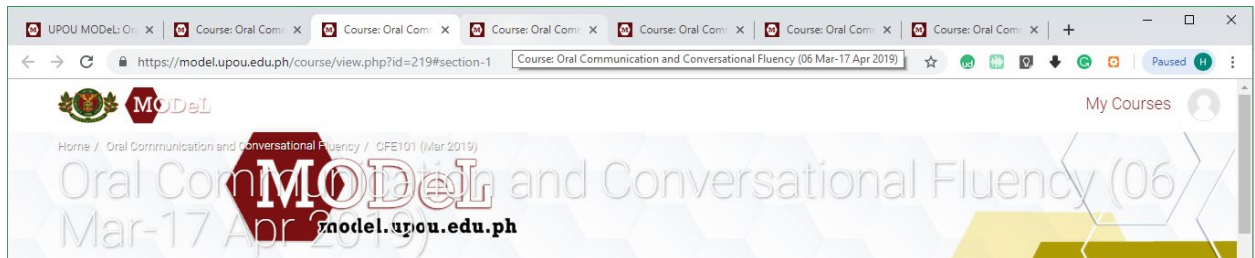 UPOU MODeL: Or Course: Oral Comm Course: Oral Comm Course: Oral Comm Course: Oral Comm Course: Oral Comm Course: Oral Comm
https://model.upou.edu.ph/course/view.php?id=219#section-1 Course: Oral Communication and Conversational Fluency (06 Mar-17 Apr 2019) Paused H
MODeL My Courses
Home / Oral Communication and Conversational Fluency / CFE101 (Mar 2019)
Oral Communication and Conversational Fluency (06
Mar-17 Apr 2019)
MODeL
model.upou.edu.ph